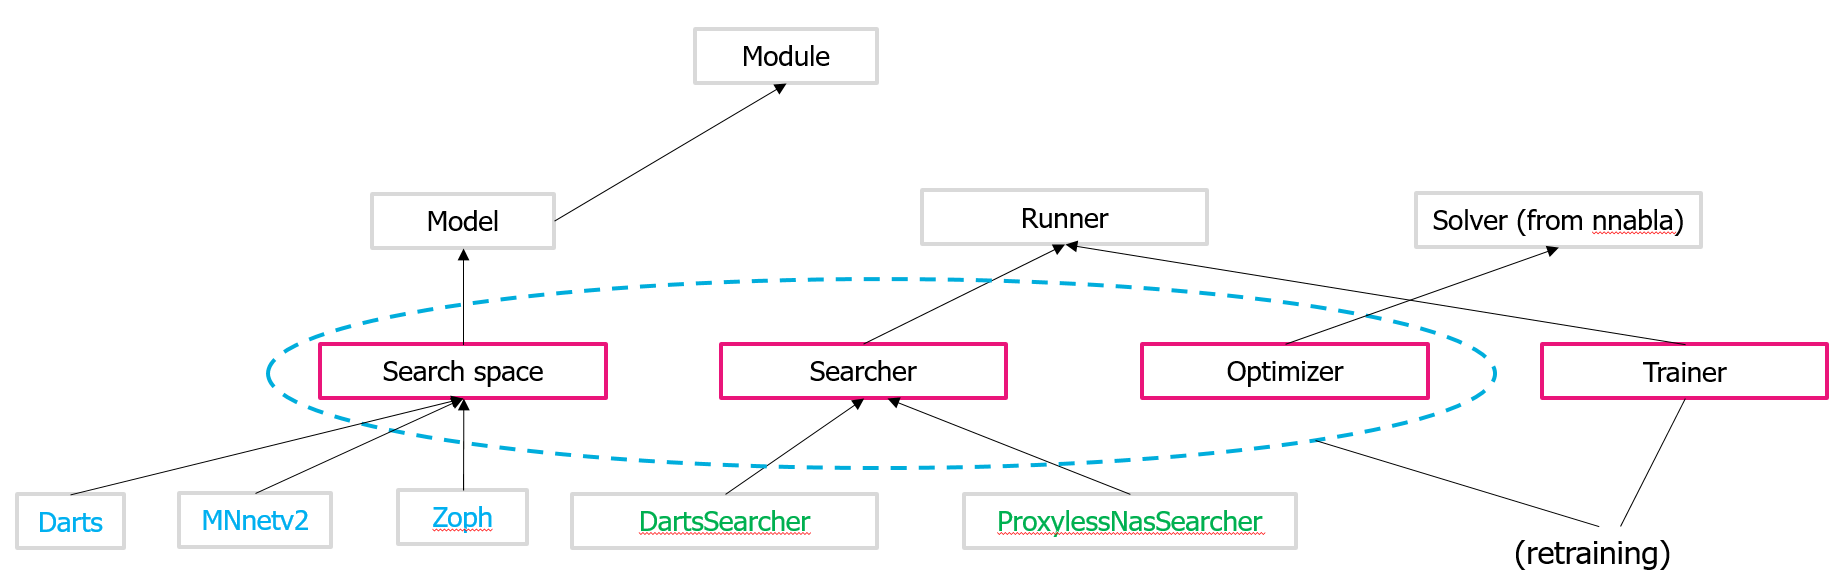 Module
Model
Runner
Solver (from nnabla)
Search space
Searcher
Optimizer
Trainer
Darts
MNnetv2
Zoph
DartsSearcher
ProxylessNasSearcher
(retraining)